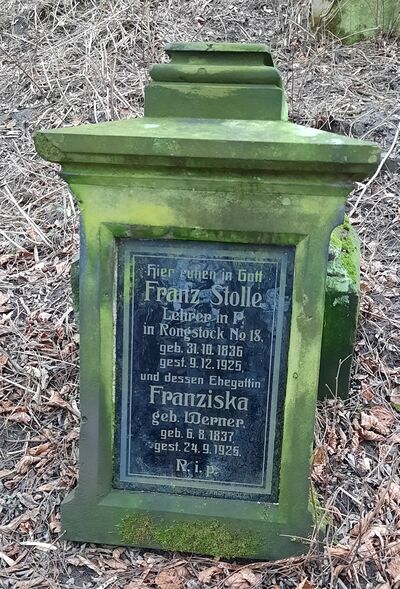 Hier ruhen in Gott
Franz Stolle
Lehrer in P.
in Rongstock No 18.
geb. 31.10. 1836
gest. 9.12. 1925
und dessen Ehegattin
Franziska
geb. Werner.
geb. 6.8. 1837
gest. 24.9. 1925.
R. i. p.